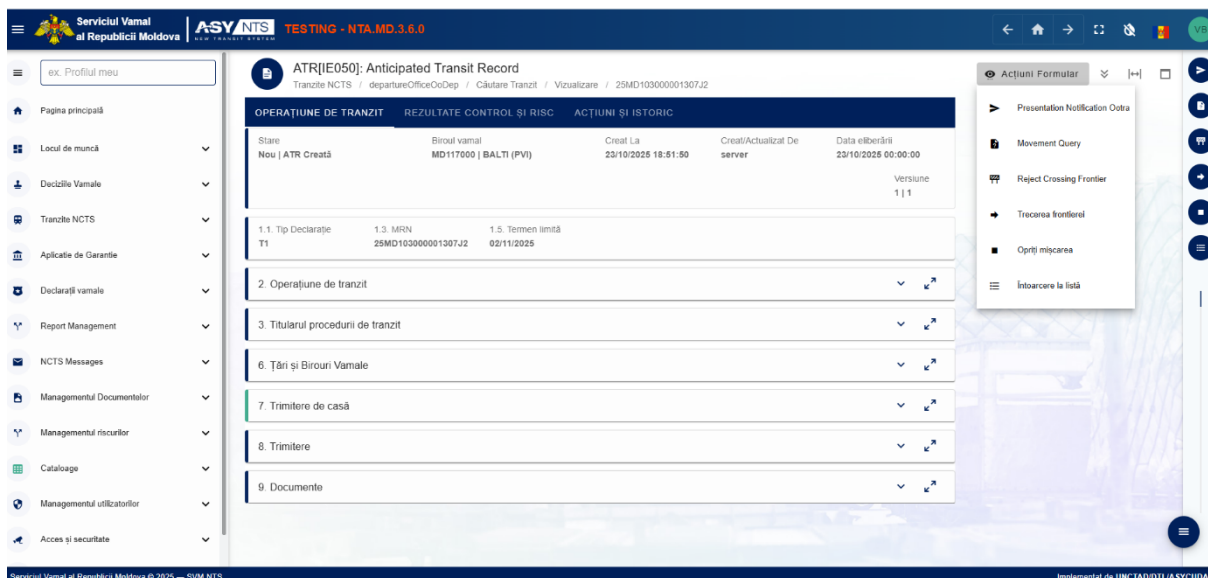 Serviciul Vamal
al Republicii Moldova
ASY NTS
NEW TRANSIT SYSTEM
TESTING - NTA.MD.3.6.0
VB
ex. Profilul meu
Pagina principală
Locul de muncă
Deciziile Vamale
Tranzite NCTS
Aplicatie de Garantie
Declarații vamale
Report Management
NCTS Messages
Managementul Documentelor
Managementul riscurilor
Cataloage
Managementul utilizatorilor
Acces și securitate
ATR[IE050]: Anticipated Transit Record
Tranzite NCTS / departureOfficeOoDep / Căutare Tranzit / Vizualizare / 25MD103000001307J2
OPERAȚIUNE DE TRANZIT REZULTATE CONTROL ȘI RISC ACȚIUNI ȘI ISTORIC
Stare Biroul vamal Creat La Creat/Actualizat De Data eliberării
Nou | ATR Creată MD117000 | BALTI (PVI) 23/10/2025 18:51:50 server 23/10/2025 00:00:00
Versiune
1 | 1
1.1. Tip Declarație 1.3. MRN 1.5. Termen limită
T1 25MD103000001307J2 02/11/2025
2. Operațiune de tranzit
3. Titularul procedurii de tranzit
6. Țări și Birouri Vamale
7. Trimitere de casă
8. Trimitere
9. Documente
Acțiuni Formular
Presentation Notification Ootra
Movement Query
Reject Crossing Frontier
Trecerea frontierei
Opriți mișcarea
Întoarcere la listă
Serviciul Vamal al Republicii Moldova © 2025 — SVM NTS
Implementat de UNCTAD/DTL/ASYCUDA